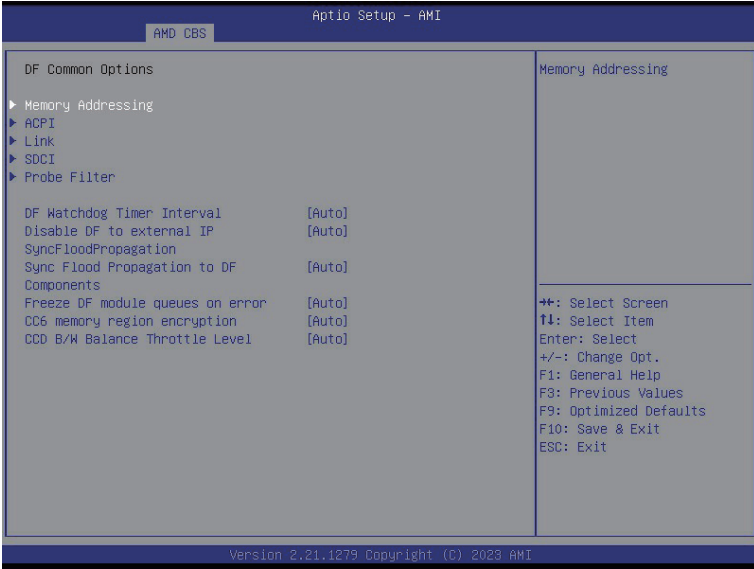 Aptio Setup – AMI
AMD CBS
DF Common Options
Memory Addressing
ACPI
Link
SDCI
Probe Filter
DF Watchdog Timer Interval [Auto]
Disable DF to external IP [Auto]
SyncFloodPropagation
Sync Flood Propagation to DF [Auto]
Components
Freeze DF module queues on error [Auto]
CC6 memory region encryption [Auto]
CCD B/W Balance Throttle Level [Auto]
Memory Addressing
→←: Select Screen
↑↓: Select Item
Enter: Select
+/-: Change Opt.
F1: General Help
F3: Previous Values
F9: Optimized Defaults
F10: Save & Exit
ESC: Exit
Version 2.21.1279 Copyright (C) 2023 AMI